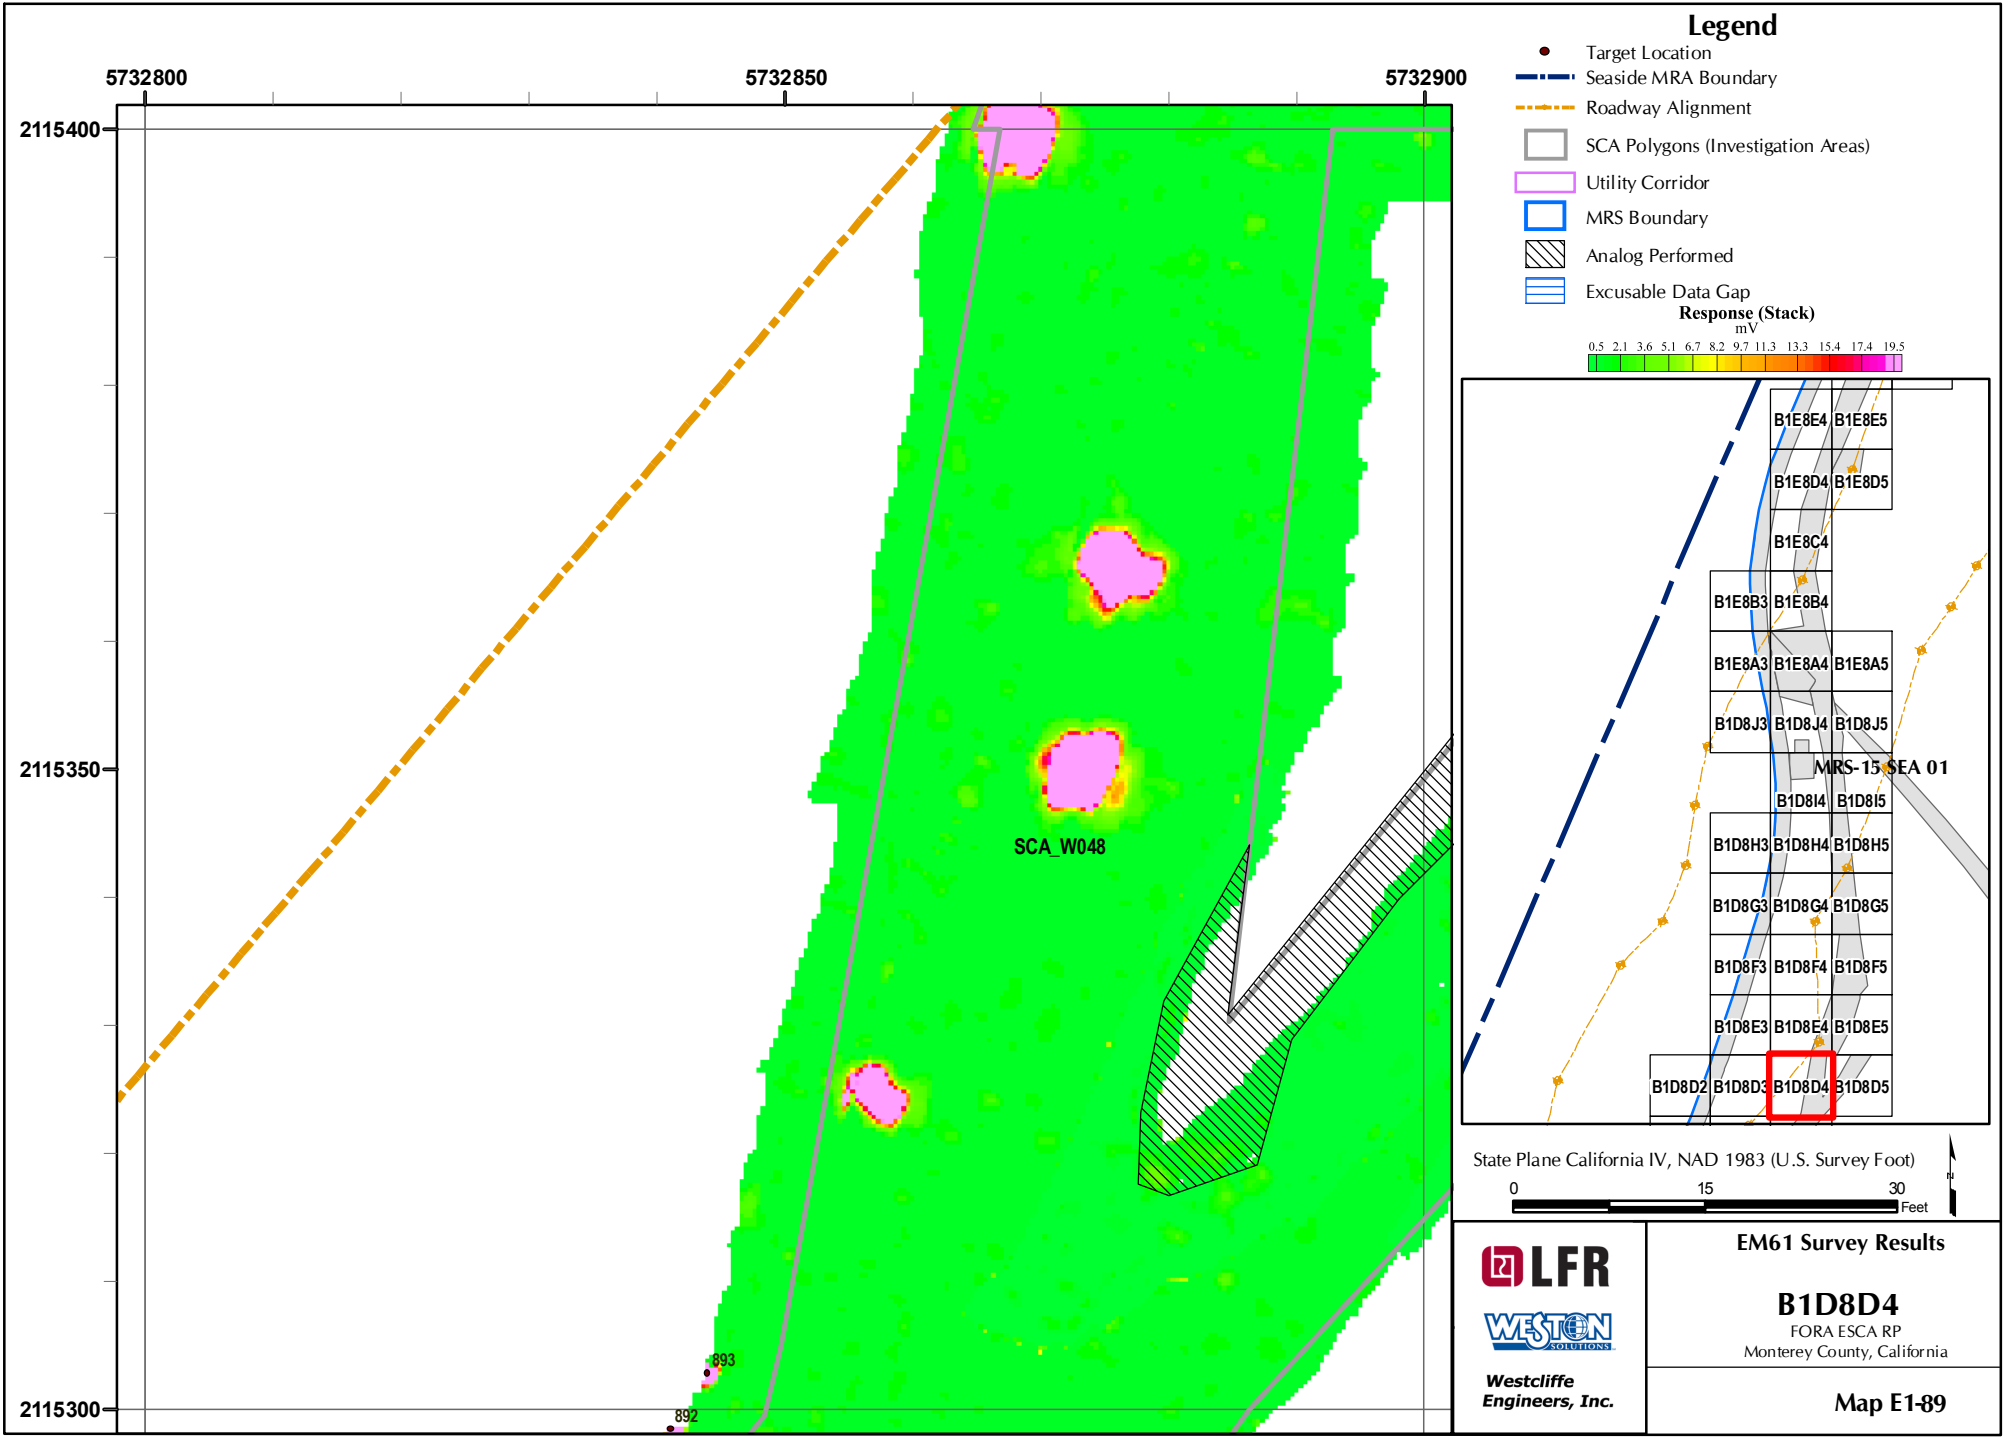 Legend
Target Location
Seaside MRA Boundary
Roadway Alignment
SCA Polygons (Investigation Areas)
Utility Corridor
MRS Boundary
Analog Performed
Excusable Data Gap
Response (Stack)
mV
0.5 2.1 3.6 5.1 6.7 8.2 9.7 11.3 13.3 15.4 17.4 19.5
5732800 5732850 5732900
2115400
2115350
2115300
SCA_W048
893
892
B1E8E4 B1E8E5
B1E8D4 B1E8D5
B1E8C4
B1E8B3 B1E8B4
B1E8A3 B1E8A4 B1E8A5
B1D8J3 B1D8J4 B1D8J5
MRS-15 SEA 01
B1D8I4 B1D8I5
B1D8H3 B1D8H4 B1D8H5
B1D8G3 B1D8G4 B1D8G5
B1D8F3 B1D8F4 B1D8F5
B1D8E3 B1D8E4 B1D8E5
B1D8D2 B1D8D3 B1D8D4 B1D8D5
State Plane California IV, NAD 1983 (U.S. Survey Foot)
0 15 30
Feet
N
LFR
WESTON
SOLUTIONS
Westcliffe
Engineers, Inc.
EM61 Survey Results
B1D8D4
FORA ESCA RP
Monterey County, California
Map E1-89